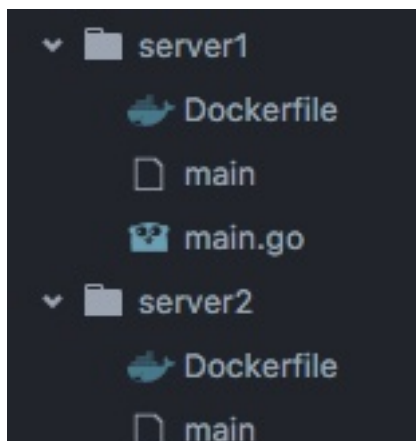 server1
Dockerfile
main
main.go
server2
Dockerfile
main